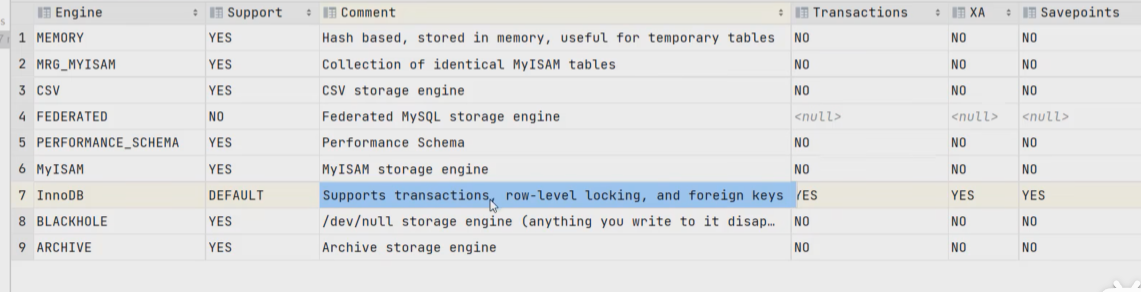 Engine Support Comment Transactions XA Savepoints
1 MEMORY YES Hash based, stored in memory, useful for temporary tables NO NO NO
2 MRG_MYISAM YES Collection of identical MyISAM tables NO NO NO
3 CSV YES CSV storage engine NO NO NO
4 FEDERATED NO Federated MySQL storage engine <null> <null> <null>
5 PERFORMANCE_SCHEMA YES Performance Schema NO NO NO
6 MyISAM YES MyISAM storage engine NO NO NO
7 InnoDB DEFAULT Supports transactions, row-level locking, and foreign keys YES YES YES
8 BLACKHOLE YES /dev/null storage engine (anything you write to it disap… NO NO NO
9 ARCHIVE YES Archive storage engine NO NO NO